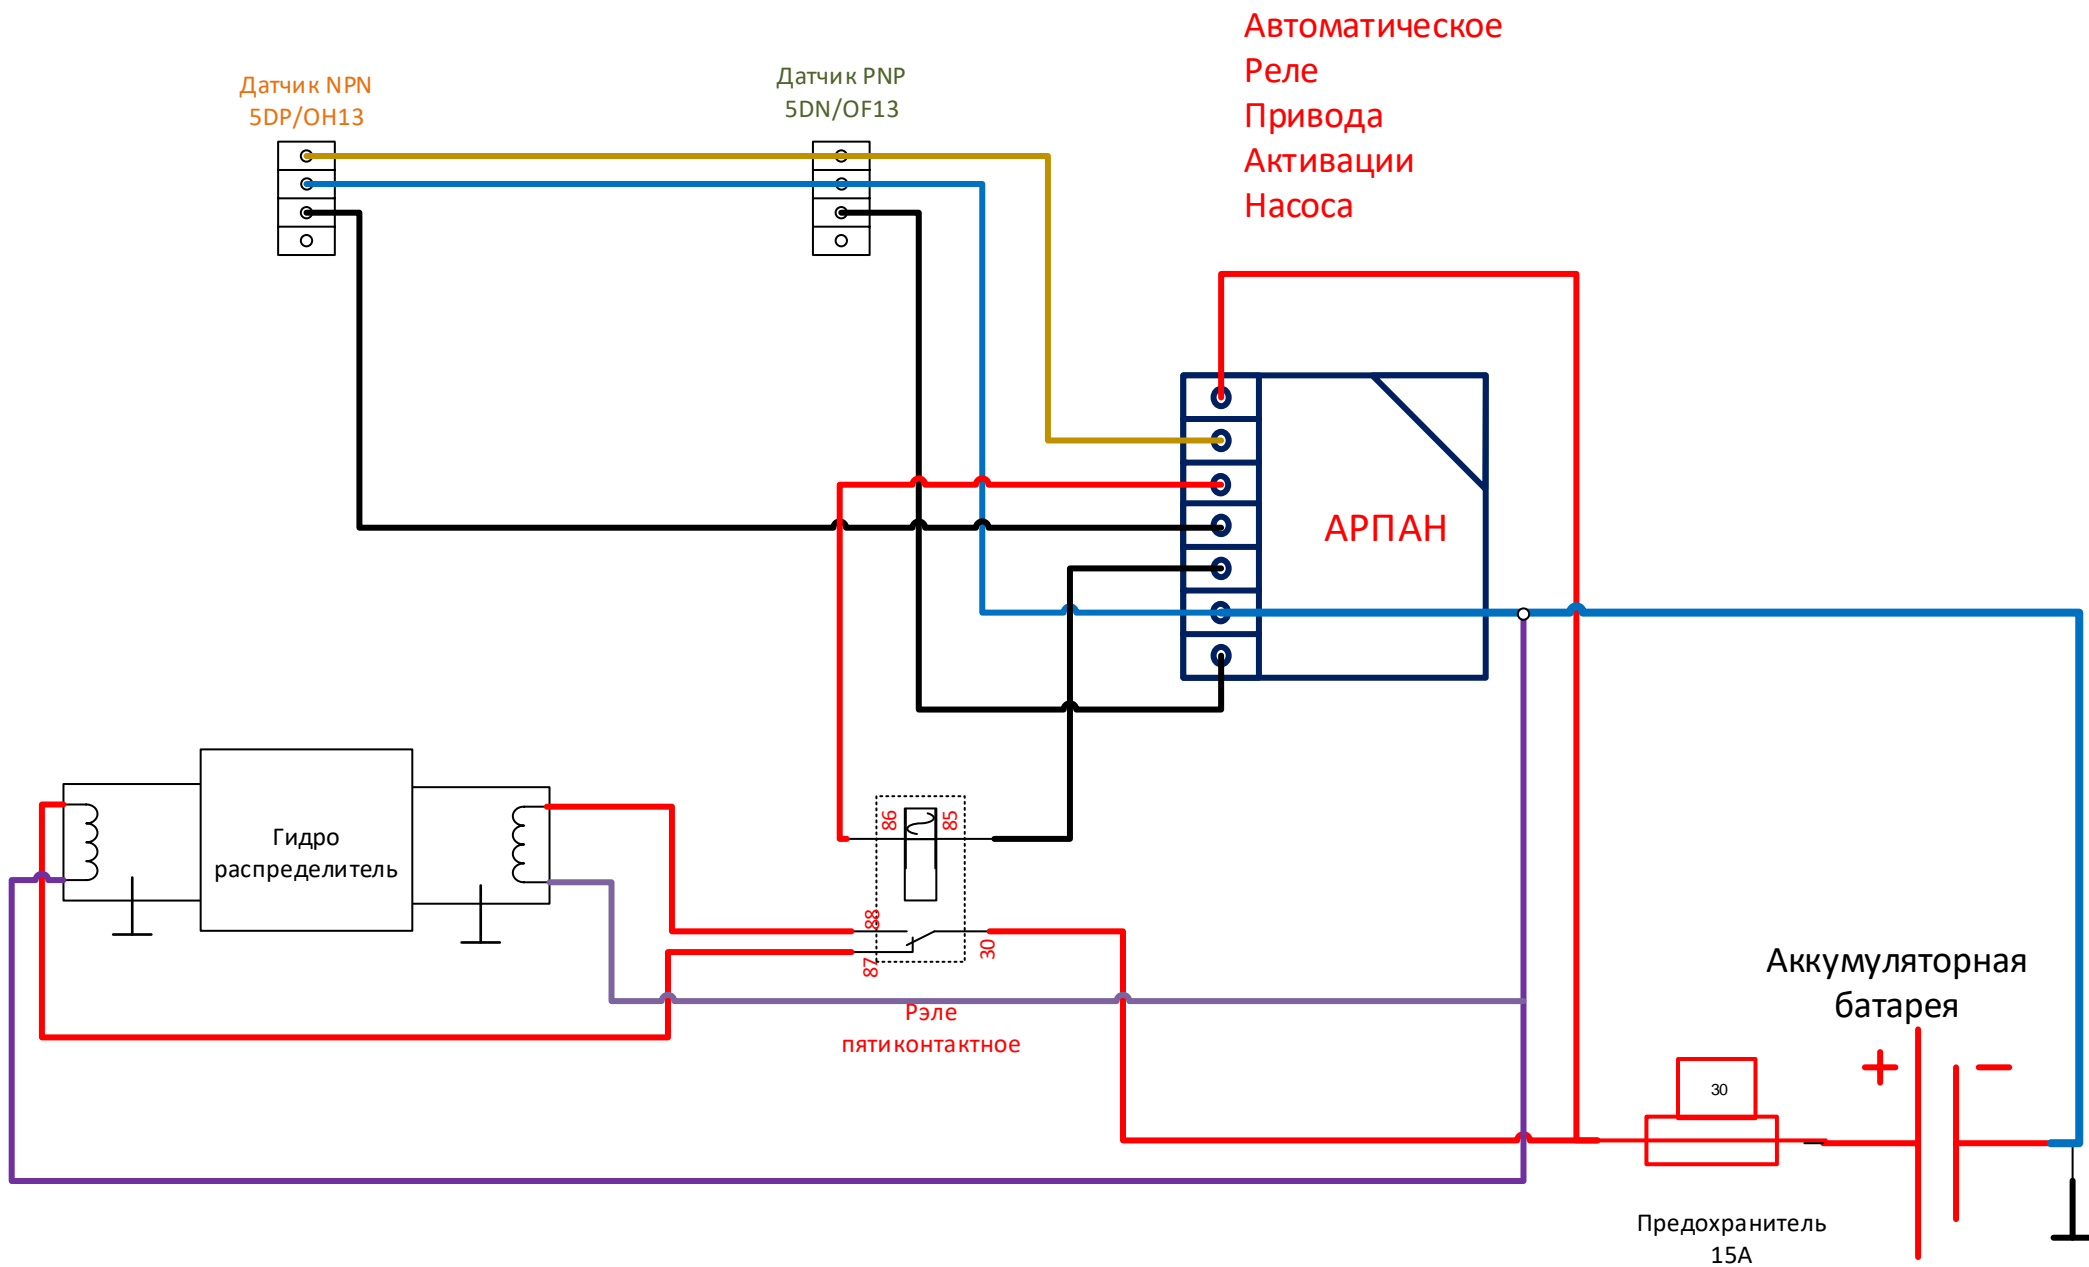 Автоматическое
Реле
Привода
Активации
Насоса
Датчик NPN
5DP/OH13
Датчик PNP
5DN/OF13
АРПАН
Гидро
распределитель
86
85
88
87
30
Рэле
пятиконтактное
Аккумуляторная
батарея
+
−
30
Предохранитель
15А